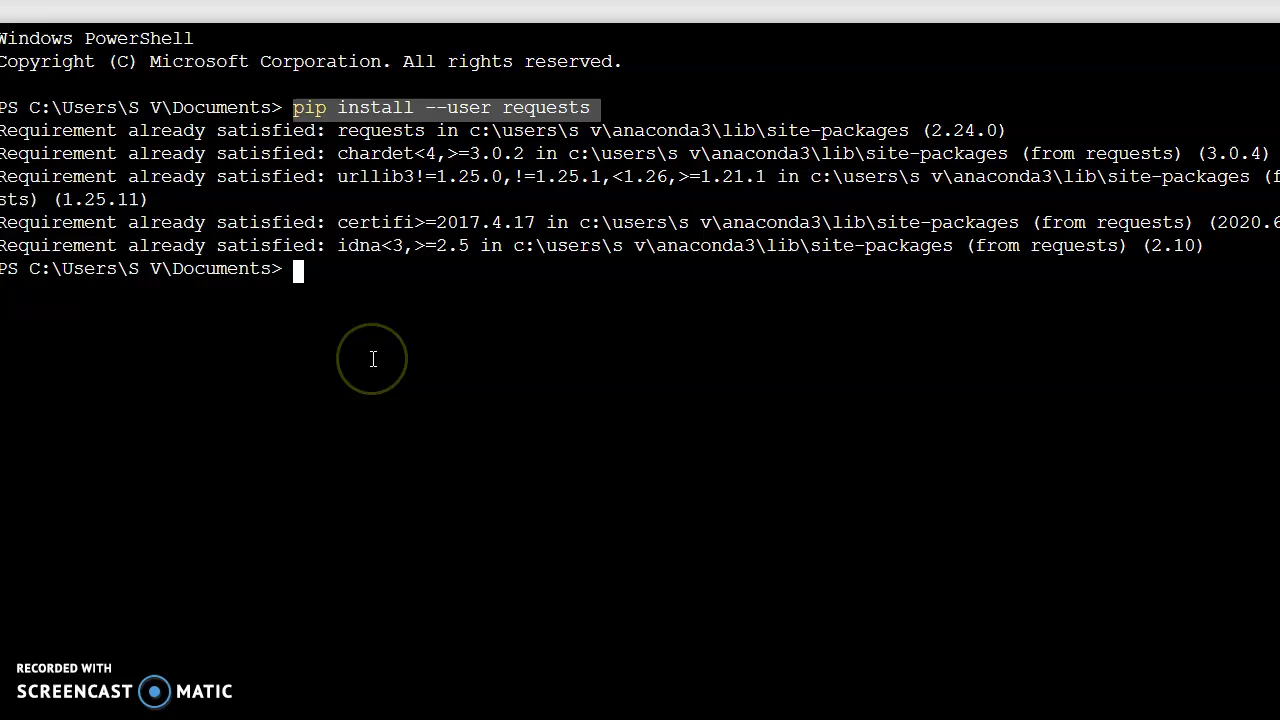 Windows PowerShell
Copyright (C) Microsoft Corporation. All rights reserved.
PS C:\Users\S V\Documents> pip install --user requests
Requirement already satisfied: requests in c:\users\s v\anaconda3\lib\site-packages (2.24.0)
Requirement already satisfied: chardet<4,>=3.0.2 in c:\users\s v\anaconda3\lib\site-packages (from requests) (3.0.4)
Requirement already satisfied: urllib3!=1.25.0,!=1.25.1,<1.26,>=1.21.1 in c:\users\s v\anaconda3\lib\site-packages (f
sts) (1.25.11)
Requirement already satisfied: certifi>=2017.4.17 in c:\users\s v\anaconda3\lib\site-packages (from requests) (2020.6
Requirement already satisfied: idna<3,>=2.5 in c:\users\s v\anaconda3\lib\site-packages (from requests) (2.10)
PS C:\Users\S V\Documents>
RECORDED WITH
SCREENCAST MATIC